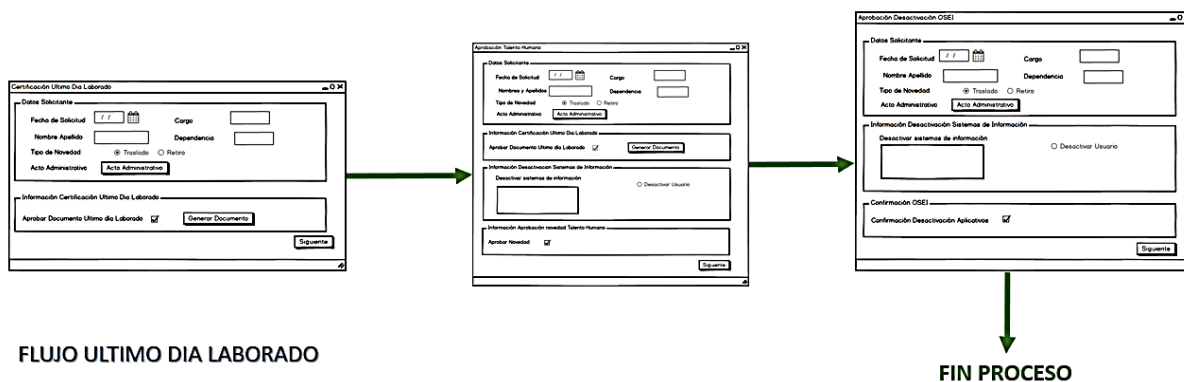 Certificación Ultimo Dia Laborado
Datos Solicitante
Fecha de Solicitud / / Cargo
Nombre Apellido Dependencia
Tipo de Novedad Traslado Retiro
Acto Administrativo Acto Administrativo
Información Certificación Ultimo Dia Laborado
Aprobar Documento Ultimo día Laborado Generar Documento
Siguiente
Aprobación Talento Humano
Datos Solicitante
Fecha de Solicitud / / Cargo
Nombres y Apellidos Dependencia
Tipo de Novedad Traslado Retiro
Acto Administrativo Acto Administrativo
Información Certificación Ultimo Dia Laborado
Aprobar Documento Ultimo día Laborado Generar Documento
Información Desactivación Sistemas de Información
Desactivar sistemas de información
Desactivar Usuario
Información Aprobación novedad Talento Humano
Aprobar Novedad
Siguiente
Aprobación Desactivación OSEI
Datos Solicitante
Fecha de Solicitud / / Cargo
Nombre Apellido Dependencia
Tipo de Novedad Traslado Retiro
Acto Administrativo Acto Administrativo
Información Desactivación Sistemas de Información
Desactivar sistemas de información
Desactivar Usuario
Confirmación OSEI
Confirmación Desactivación Aplicativos
Siguiente
FLUJO ULTIMO DIA LABORADO
FIN PROCESO